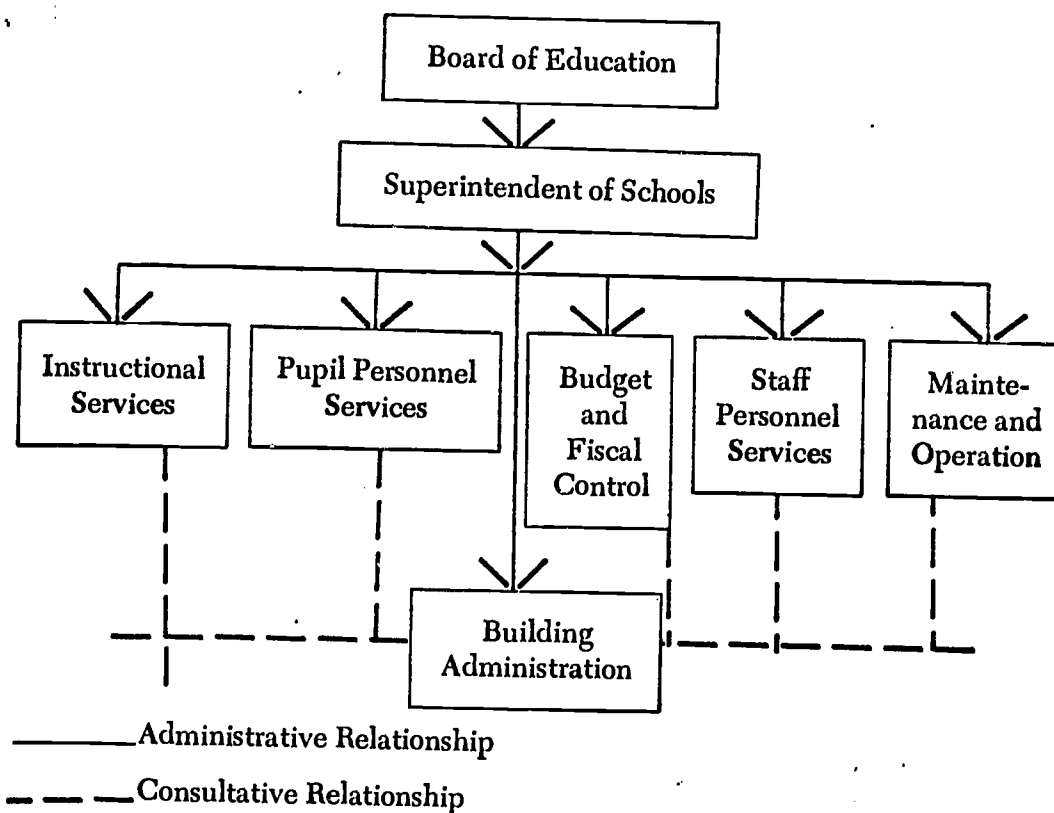 Board of Education
Superintendent of Schools
Instructional
Services
Pupil Personnel
Services
Budget
and
Fiscal
Control
Staff
Personnel
Services
Mainte-
nance and
Operation
Building
Administration
Administrative Relationship
Consultative Relationship